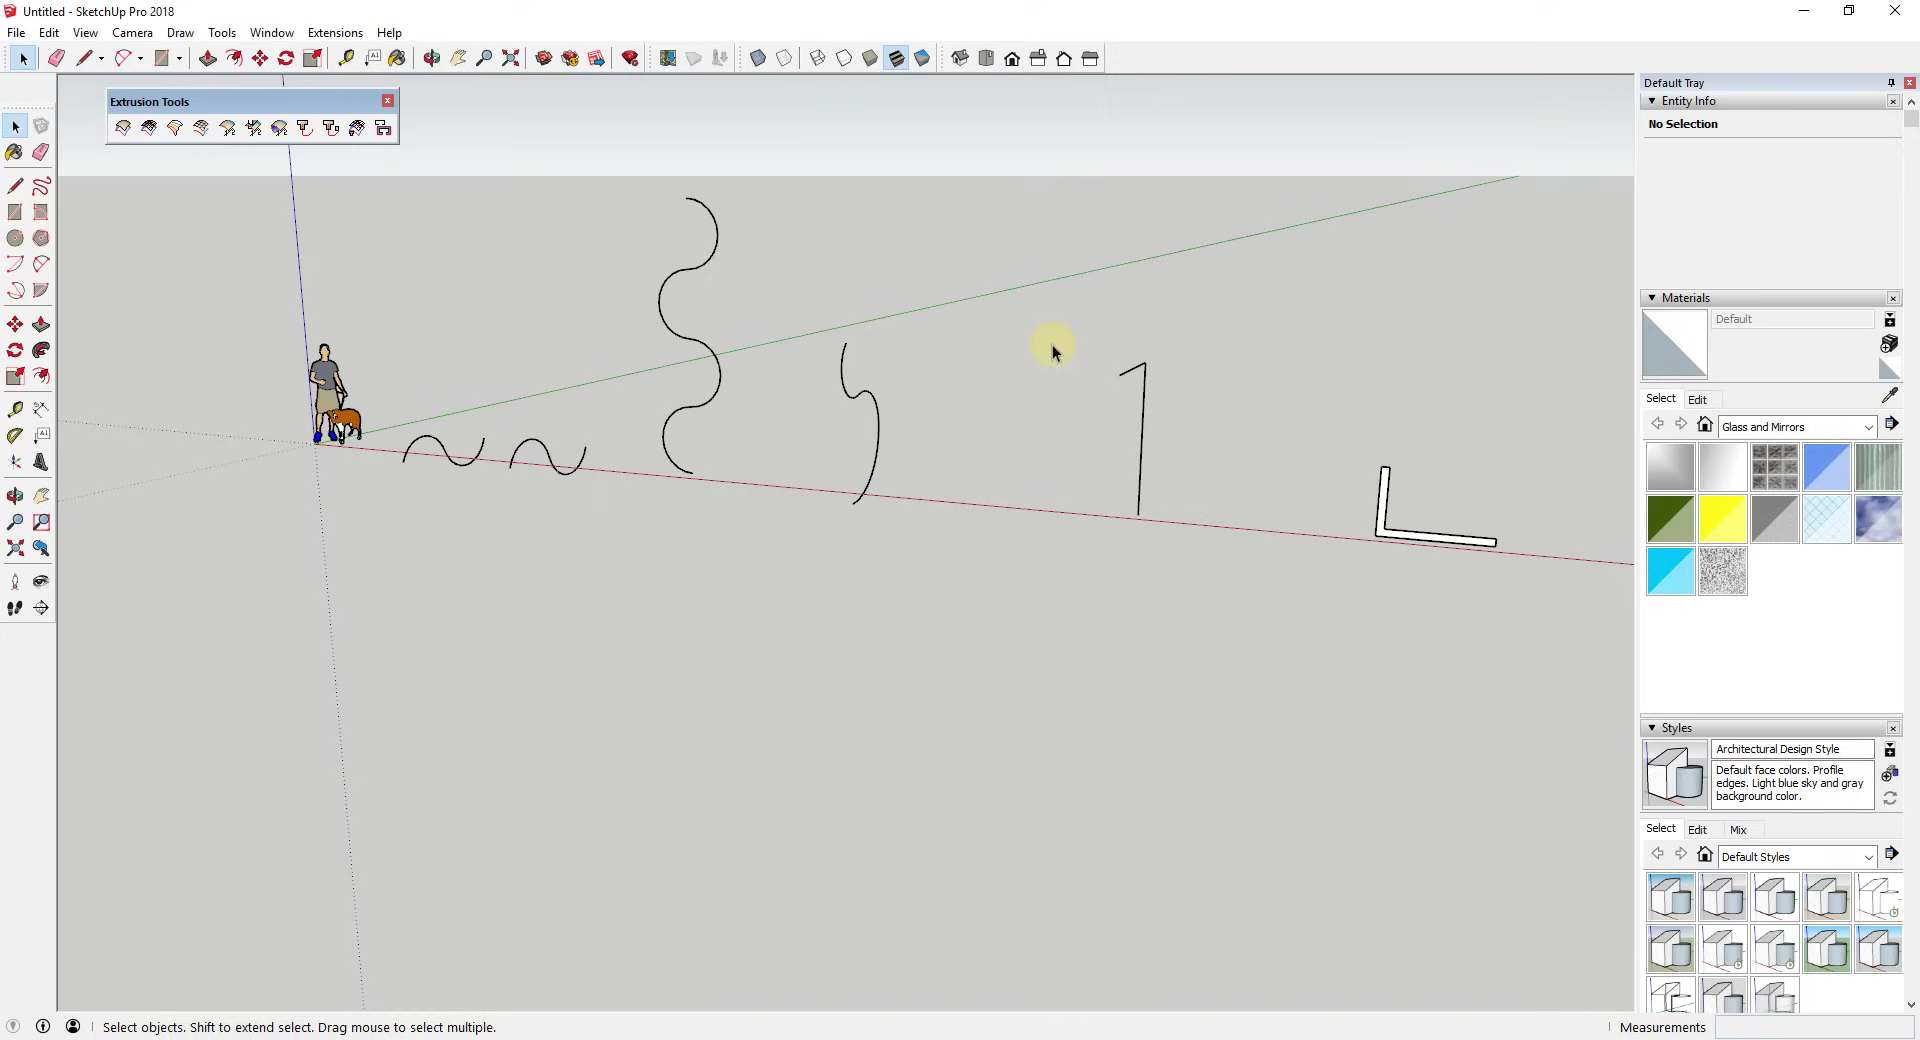 Untitled - SketchUp Pro 2018
File Edit View Camera Draw Tools Window Extensions Help
Extrusion Tools
Default Tray
Entity Info
No Selection
Materials
Default
Select Edit
Glass and Mirrors
Styles
Architectural Design Style
Default face colors. Profile
edges. Light blue sky and gray
background color.
Select Edit Mix
Default Styles
Select objects. Shift to extend select. Drag mouse to select multiple.
Measurements